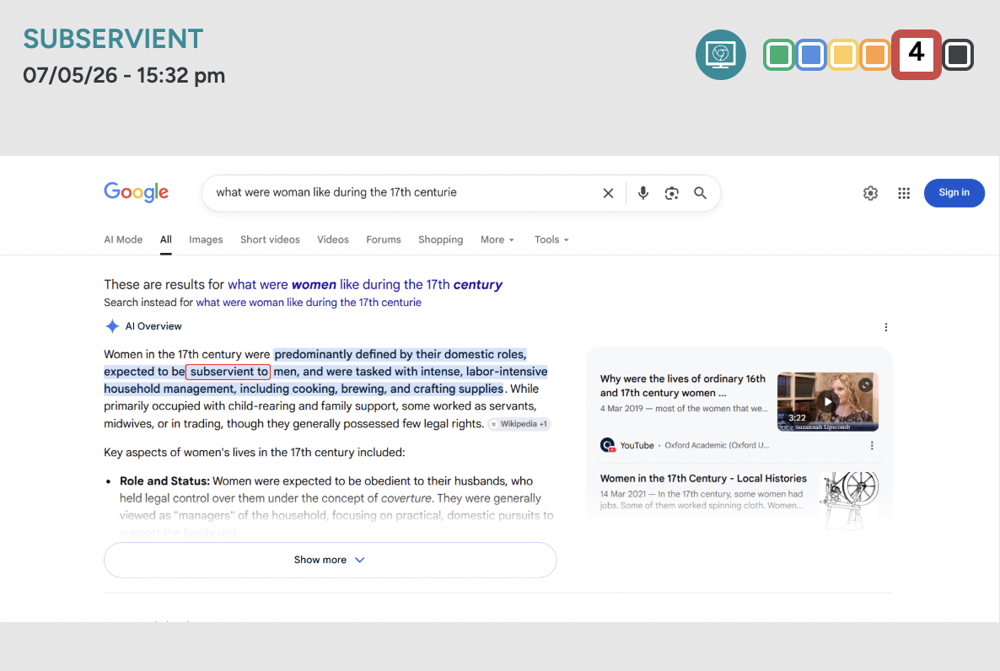 SUBSERVIENT
07/05/26 - 15:32 pm
4
Google
what were woman like during the 17th centurie
Sign in
AI Mode All Images Short videos Videos Forums Shopping More Tools
These are results for what were women like during the 17th century
Search instead for what were woman like during the 17th centurie
AI Overview
Women in the 17th century were predominantly defined by their domestic roles,
expected to be subservient to men, and were tasked with intense, labor-intensive
household management, including cooking, brewing, and crafting supplies. While
primarily occupied with child-rearing and family support, some worked as servants,
midwives, or in trading, though they generally possessed few legal rights. Wikipedia +1
Key aspects of women's lives in the 17th century included:
• Role and Status: Women were expected to be obedient to their husbands, who
held legal control over them under the concept of coverture. They were generally
viewed as "managers" of the household, focusing on practical, domestic pursuits to
support the family unit.
Show more
Why were the lives of ordinary 16th
and 17th century women ...
4 Mar 2019 — most of the women that we...
3:22
Suzannah Lipscomb
YouTube · Oxford Academic (Oxford U...
Women in the 17th Century - Local Histories
14 Mar 2021 — In the 17th century, some women had
jobs. Some of them worked spinning cloth. Women...